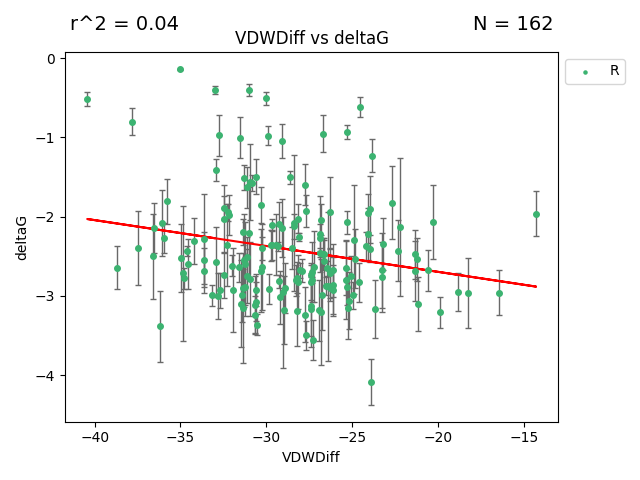 r^2 = 0.04
N = 162
VDWDiff vs deltaG
R
deltaG
0
−1
−2
−3
−4
−40
−35
−30
−25
−20
−15
VDWDiff